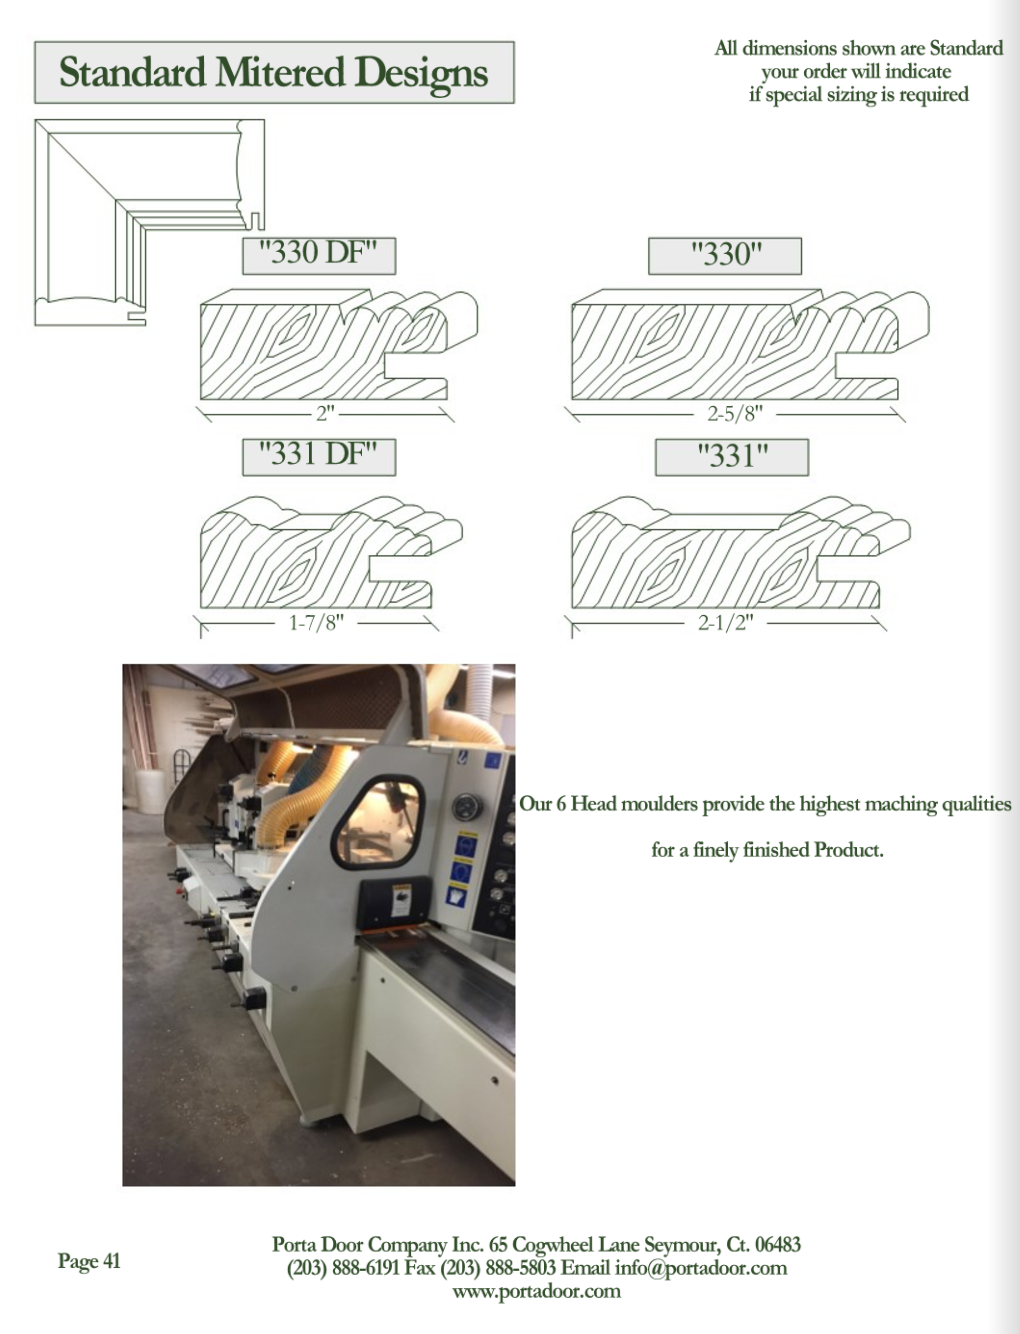 Standard Mitered Designs
All dimensions shown are Standard
your order will indicate
if special sizing is required
"330 DF"
"330"
2"
2-5/8"
"331 DF"
"331"
1-7/8"
2-1/2"
Our 6 Head moulders provide the highest maching qualities
for a finely finished Product.
Page 41
Porta Door Company Inc. 65 Cogwheel Lane Seymour, Ct. 06483
(203) 888-6191 Fax (203) 888-5803 Email info@portadoor.com
www.portadoor.com